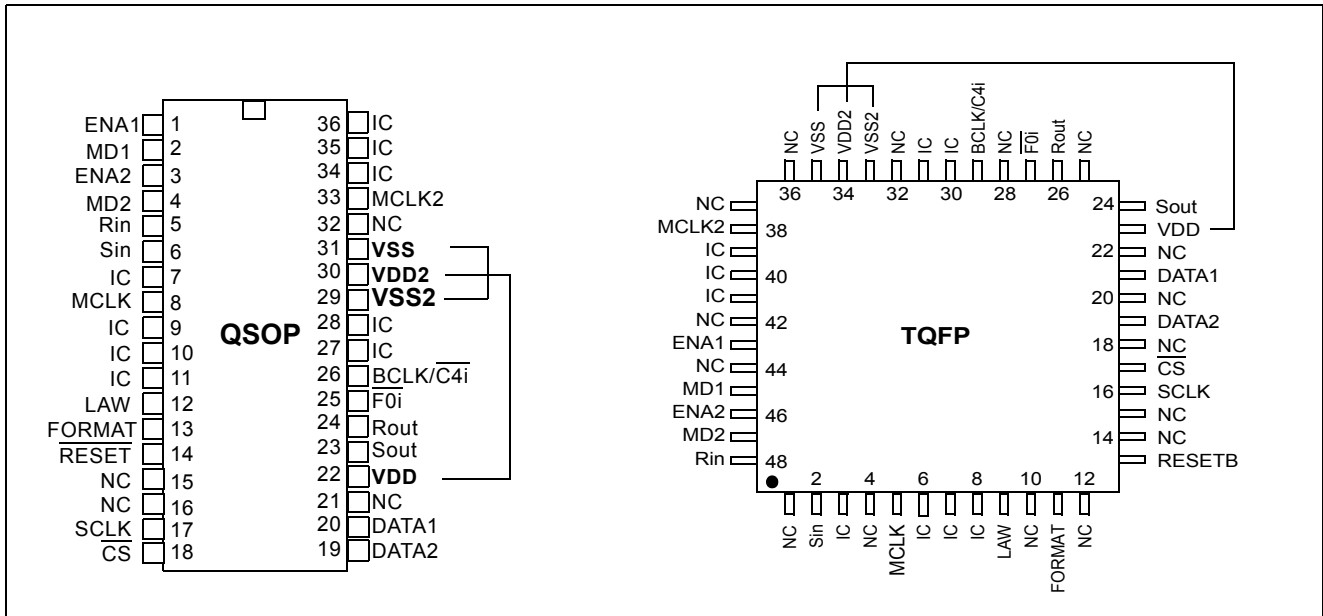 ENA1 1
MD1 2
ENA2 3
MD2 4
Rin 5
Sin 6
IC 7
MCLK 8
IC 9
IC 10
IC 11
LAW 12
FORMAT 13
RESET 14
NC 15
NC 16
SCLK 17
CS 18
QSOP
36 IC
35 IC
34 IC
33 MCLK2
32 NC
31 VSS
30 VDD2
29 VSS2
28 IC
27 IC
26 BCLK/C4i
25 F0i
24 Rout
23 Sout
22 VDD
21 NC
20 DATA1
19 DATA2
NC VSS VDD2 VSS2 NC IC IC BCLK/C4i NC F0i Rout NC
36 34 32 30 28 26
NC
MCLK2 38
IC
IC 40
IC
NC 42
ENA1
NC 44
MD1
ENA2 46
MD2
Rin 48
TQFP
24 Sout
VDD
22 NC
DATA1
20 NC
DATA2
18 NC
CS
16 SCLK
NC
14 NC
RESETB
2 4 6 8 10 12
NC Sin IC NC MCLK IC IC IC LAW NC FORMAT NC